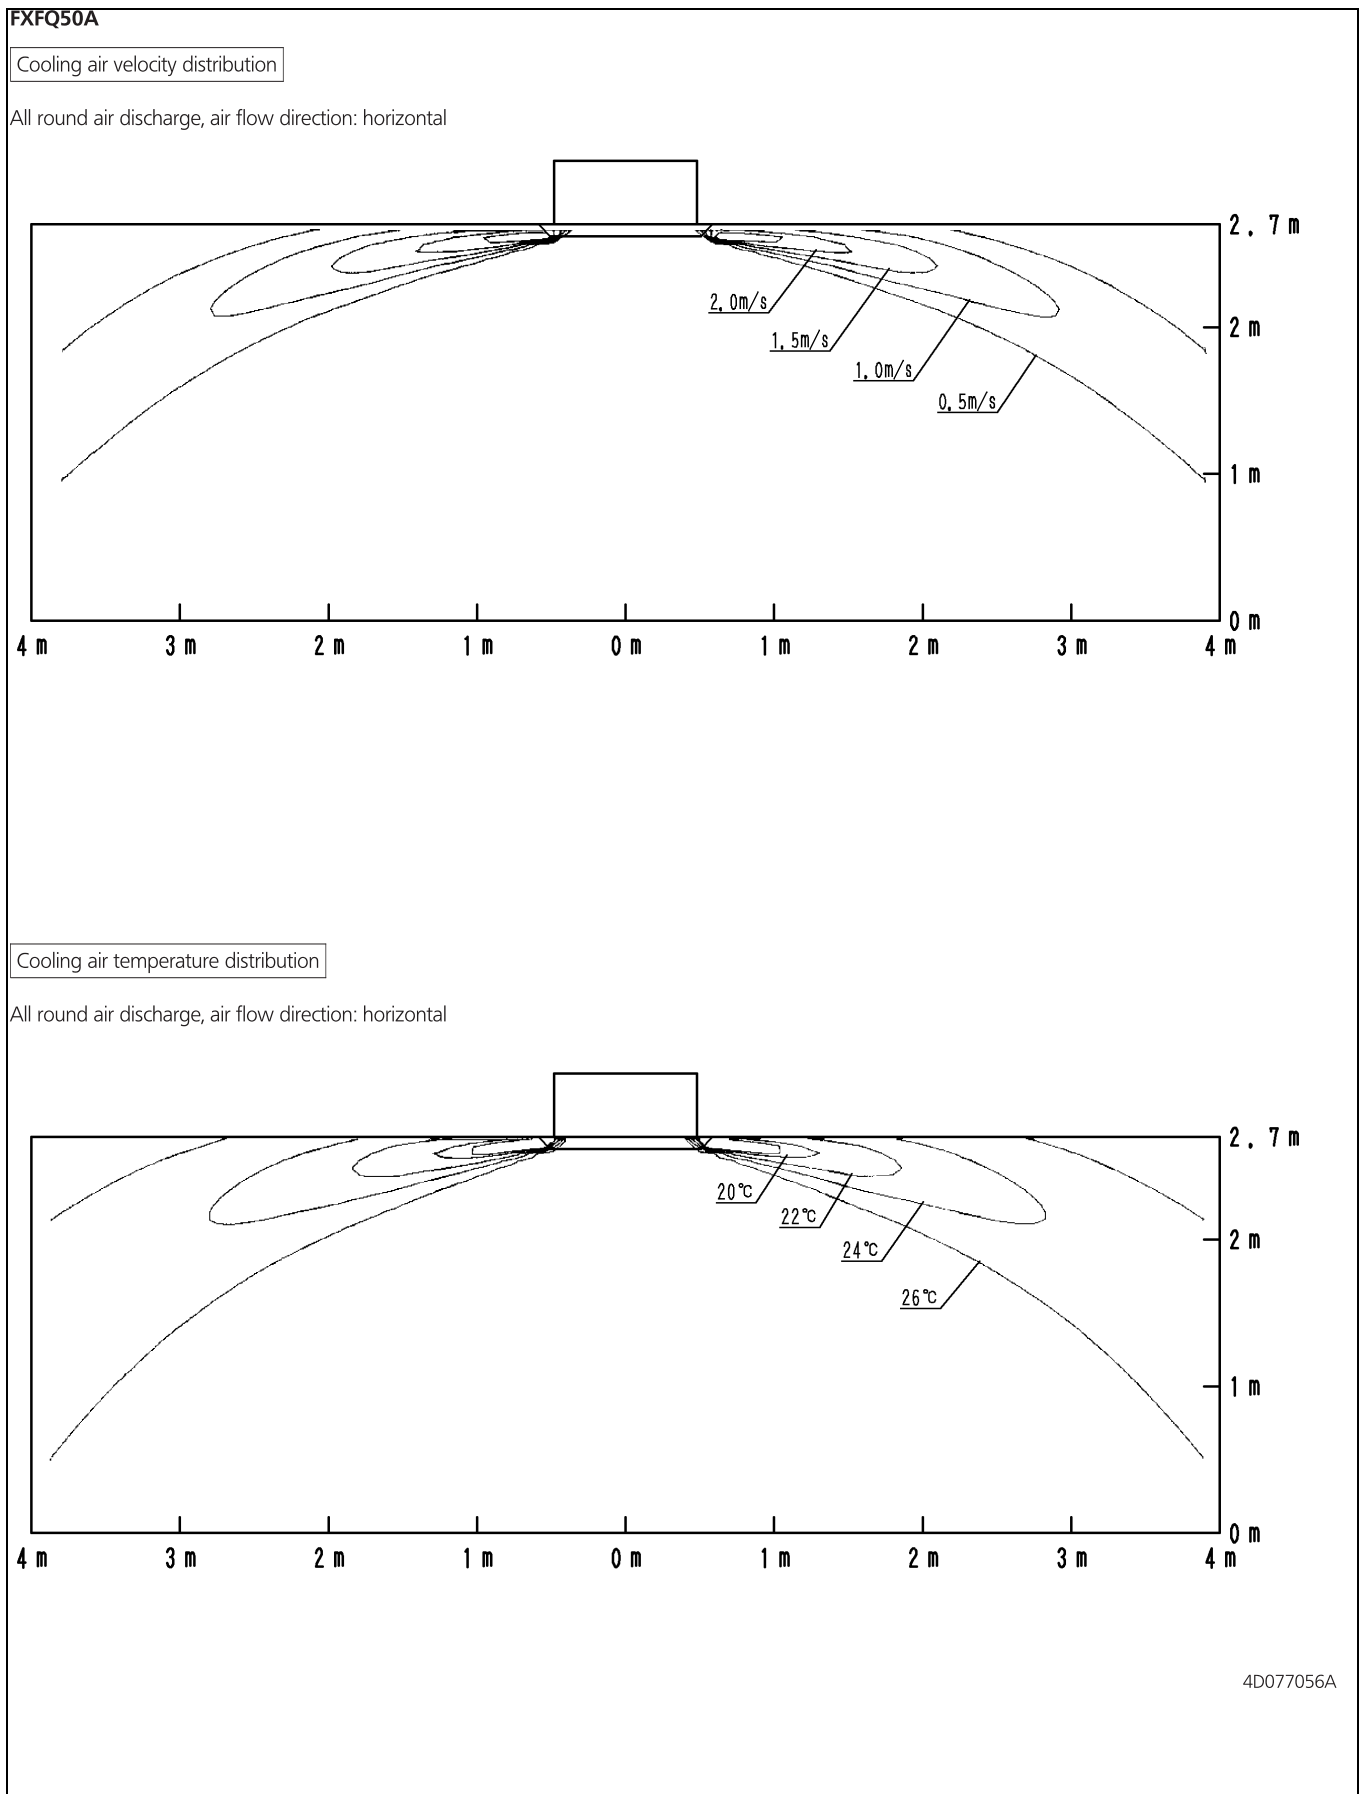 FXFQ50A
Cooling air velocity distribution
All round air discharge, air flow direction: horizontal
2.7m
2.0m/s
2m
1.5m/s
1.0m/s
0.5m/s
1m
0m
4m 3m 2m 1m 0m 1m 2m 3m 4m
Cooling air temperature distribution
All round air discharge, air flow direction: horizontal
2.7m
20℃
22℃
2m
24℃
26℃
1m
0m
4m 3m 2m 1m 0m 1m 2m 3m 4m
4D077056A